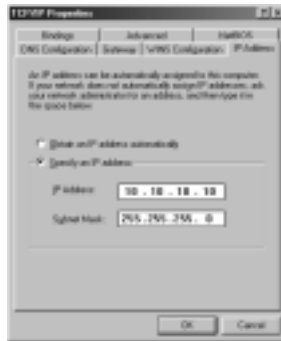 TCP/IP Properties
Bindings Advanced NetBIOS
DNS Configuration Gateway WINS Configuration IP Address
An IP address can be automatically assigned to this computer.
If your network does not automatically assign IP addresses, ask
your network administrator for an address, and then type it in
the space below.
Obtain an IP address automatically
Specify an IP address:
IP Address: 10 . 10 . 10 . 10
Subnet Mask: 255 . 255 . 255 . 0
OK Cancel